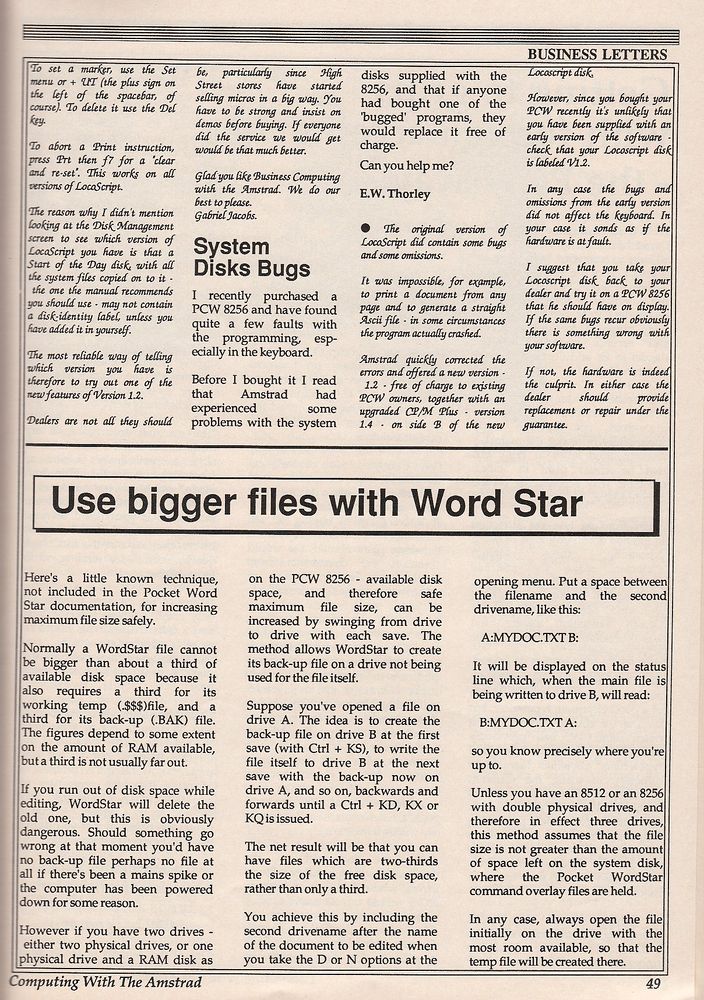 BUSINESS LETTERS
To set a marker, use the Set
menu or + UT (the plus sign on
the left of the spacebar, of
course). To delete it use the Del
key.
To abort a Print instruction,
press Prt then f7 for a 'clear
and re-set'. This works on all
versions of LocoScript.
The reason why I didn't mention
looking at the Disk Management
screen to see which version of
LocoScript you have is that a
Start of the Day disk, with all
the system files copied on to it -
the one the manual recommends
you should use - may not contain
a disk-identity label, unless you
have added it in yourself.
The most reliable way of telling
which version you have is
therefore to try out one of the
new features of Version 1.2.
Dealers are not all they should
be, particularly since High
Street stores have started
selling micros in a big way. You
have to be strong and insist on
demos before buying. If everyone
did the service we would get
would be that much better.
Glad you like Business Computing
with the Amstrad. We do our
best to please.
Gabriel Jacobs.
System
Disks Bugs
I recently purchased a
PCW 8256 and have found
quite a few faults with
the programming, esp-
ecially in the keyboard.
Before I bought it I read
that Amstrad had
experienced some
problems with the system
disks supplied with the
8256, and that if anyone
had bought one of the
'bugged' programs, they
would replace it free of
charge.
Can you help me?
E.W. Thorley
● The original version of
LocoScript did contain some bugs
and some omissions.
It was impossible, for example,
to print a document from any
page and to generate a straight
Ascii file - in some circumstances
the program actually crashed.
Amstrad quickly corrected the
errors and offered a new version -
1.2 - free of charge to existing
PCW owners, together with an
upgraded CP/M Plus - version
1.4 - on side B of the new
Locoscript disk.
However, since you bought your
PCW recently it's unlikely that
you have been supplied with an
early version of the software -
check that your Locoscript disk
is labeled V1.2.
In any case the bugs and
omissions from the early version
did not affect the keyboard. In
your case it sonds as if the
hardware is at fault.
I suggest that you take your
Locoscript disk back to your
dealer and try it on a PCW 8256
that he should have on display.
If the same bugs recur obviously
there is something wrong with
your software.
If not, the hardware is indeed
the culprit. In either case the
dealer should provide
replacement or repair under the
guarantee.
Use bigger files with Word Star
Here's a little known technique,
not included in the Pocket Word
Star documentation, for increasing
maximum file size safely.
Normally a WordStar file cannot
be bigger than about a third of
available disk space because it
also requires a third for its
working temp (.$$$)file, and a
third for its back-up (.BAK) file.
The figures depend to some extent
on the amount of RAM available,
but a third is not usually far out.
If you run out of disk space while
editing, WordStar will delete the
old one, but this is obviously
dangerous. Should something go
wrong at that moment you'd have
no back-up file perhaps no file at
all if there's been a mains spike or
the computer has been powered
down for some reason.
However if you have two drives -
either two physical drives, or one
physical drive and a RAM disk as
on the PCW 8256 - available disk
space, and therefore safe
maximum file size, can be
increased by swinging from drive
to drive with each save. The
method allows WordStar to create
its back-up file on a drive not being
used for the file itself.
Suppose you've opened a file on
drive A. The idea is to create the
back-up file on drive B at the first
save (with Ctrl + KS), to write the
file itself to drive B at the next
save with the back-up now on
drive A, and so on, backwards and
forwards until a Ctrl + KD, KX or
KQ is issued.
The net result will be that you can
have files which are two-thirds
the size of the free disk space,
rather than only a third.
You achieve this by including the
second drivename after the name
of the document to be edited when
you take the D or N options at the
opening menu. Put a space between
the filename and the second
drivename, like this:
A:MYDOC.TXT B:
It will be displayed on the status
line which, when the main file is
being written to drive B, will read:
B:MYDOC.TXT A:
so you know precisely where you're
up to.
Unless you have an 8512 or an 8256
with double physical drives, and
therefore in effect three drives,
this method assumes that the file
size is not greater than the amount
of space left on the system disk,
where the Pocket WordStar
command overlay files are held.
In any case, always open the file
initially on the drive with the
most room available, so that the
temp file will be created there.
Computing With The Amstrad
49